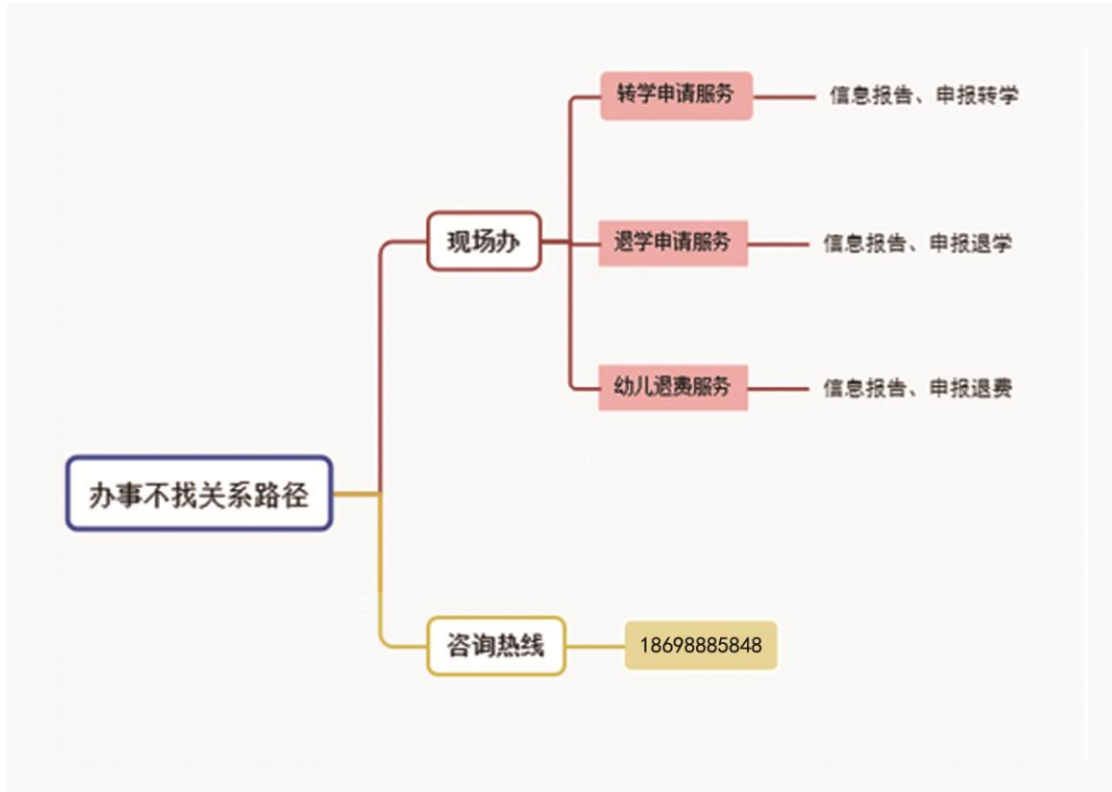 转学申请服务 信息报告、申报转学
现场办
退学申请服务 信息报告、申报退学
幼儿退费服务 信息报告、申报退费
办事不找关系路径
咨询热线 18698885848